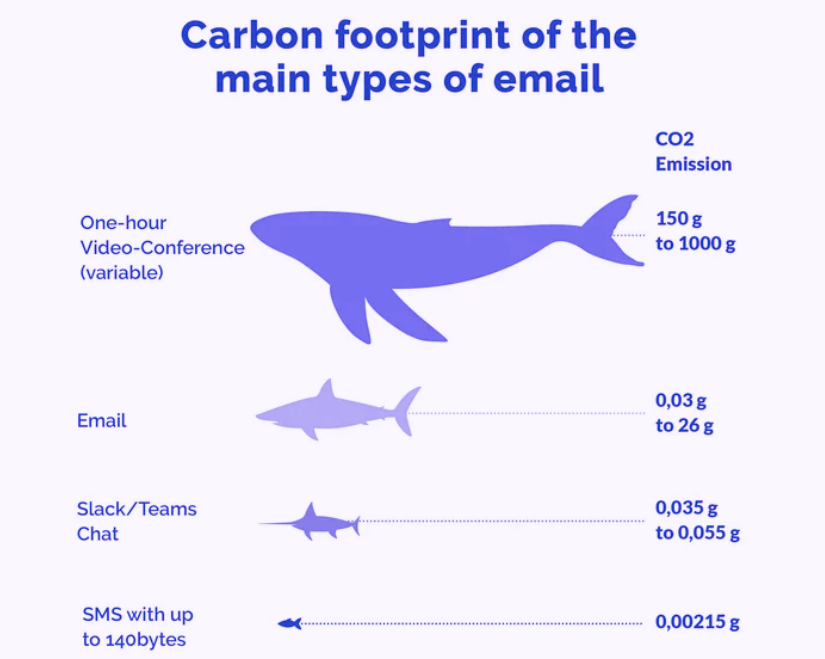 Carbon footprint of the
main types of email
CO2
Emission
One-hour
Video-Conference
(variable)
150 g
to 1000 g
Email
0,03 g
to 26 g
Slack/Teams
Chat
0,035 g
to 0,055 g
SMS with up
to 140bytes
0,00215 g